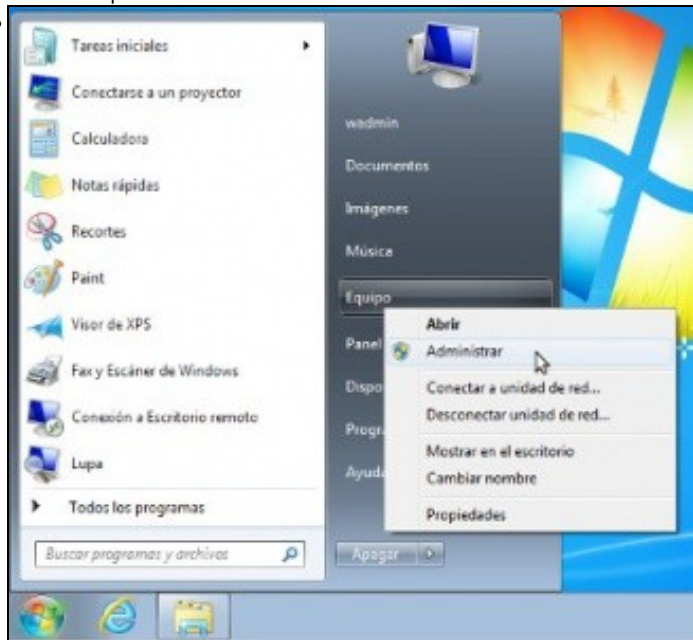 Tareas iniciales
Conectarse a un proyector
Calculadora
Notas rápidas
Recortes
Paint
Visor de XPS
Fax y Escáner de Windows
Conexión a Escritorio remoto
Lupa
Todos los programas
Buscar programas y archivos
wadmin
Documentos
Imágenes
Música
Equipo
Panel
Dispo
Progr
Ayuda
Apagar
Abrir
Administrar
Conectar a unidad de red...
Desconectar unidad de red...
Mostrar en el escritorio
Cambiar nombre
Propiedades